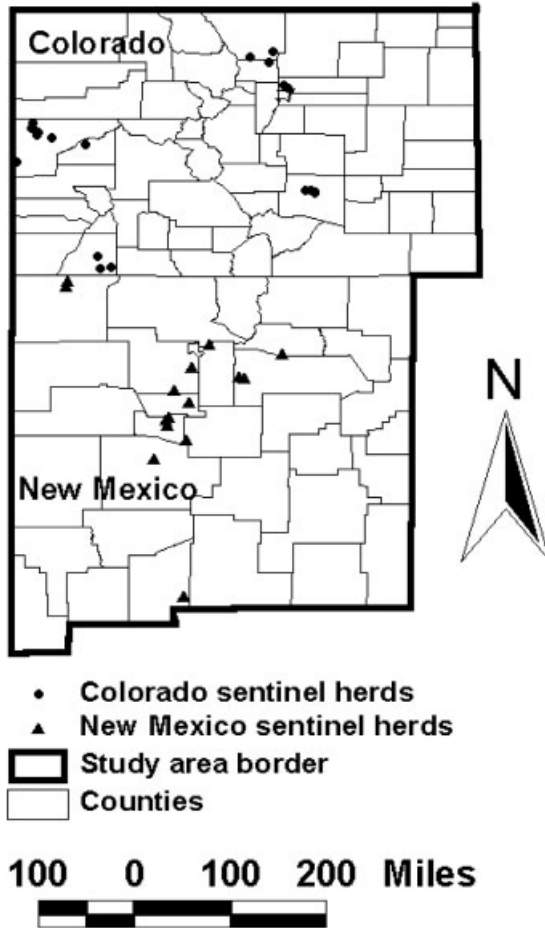 Colorado
N
New Mexico
Colorado sentinel herds
New Mexico sentinel herds
Study area border
Counties
100 0 100 200 Miles